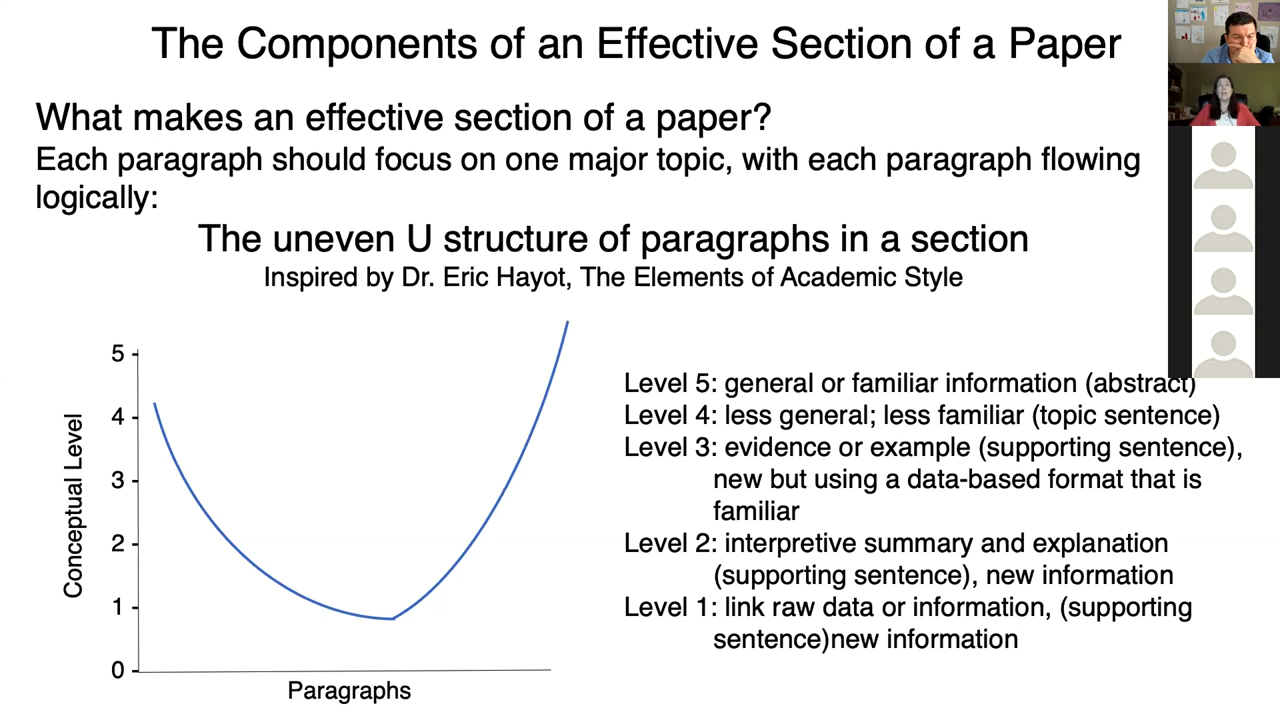 The Components of an Effective Section of a Paper
What makes an effective section of a paper?
Each paragraph should focus on one major topic, with each paragraph flowing
logically:
The uneven U structure of paragraphs in a section
Inspired by Dr. Eric Hayot, The Elements of Academic Style
5
4
3
2
1
0
Conceptual Level
Paragraphs
Level 5: general or familiar information (abstract)
Level 4: less general; less familiar (topic sentence)
Level 3: evidence or example (supporting sentence),
new but using a data-based format that is
familiar
Level 2: interpretive summary and explanation
(supporting sentence), new information
Level 1: link raw data or information, (supporting
sentence)new information